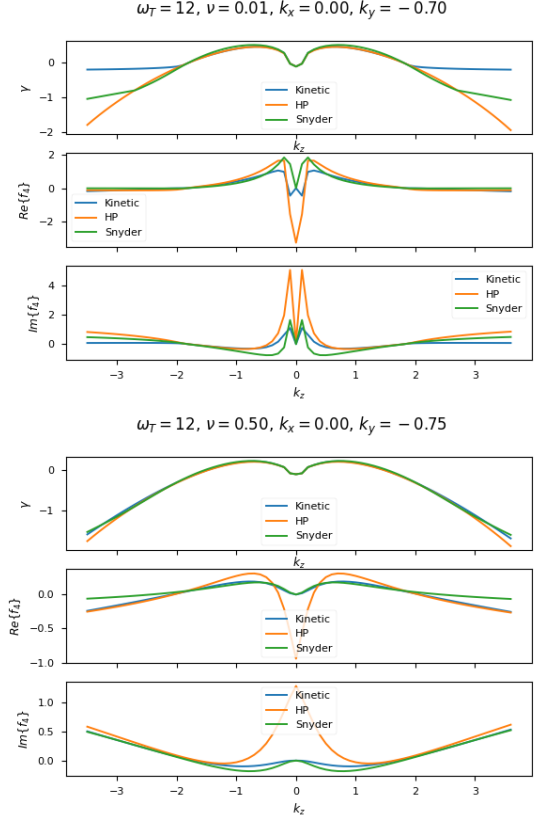 ω_T = 12, ν = 0.01, k_x = 0.00, k_y = −0.70
0
−1
−2
γ
Kinetic
HP
Snyder
k_z
2
0
−2
Re{f_4}
Kinetic
HP
Snyder
4
2
0
Im{f_4}
Kinetic
HP
Snyder
−3 −2 −1 0 1 2 3
k_z
ω_T = 12, ν = 0.50, k_x = 0.00, k_y = −0.75
0
−1
γ
Kinetic
HP
Snyder
k_z
0.0
−0.5
−1.0
Re{f_4}
Kinetic
HP
Snyder
1.0
0.5
0.0
Im{f_4}
Kinetic
HP
Snyder
−3 −2 −1 0 1 2 3
k_z